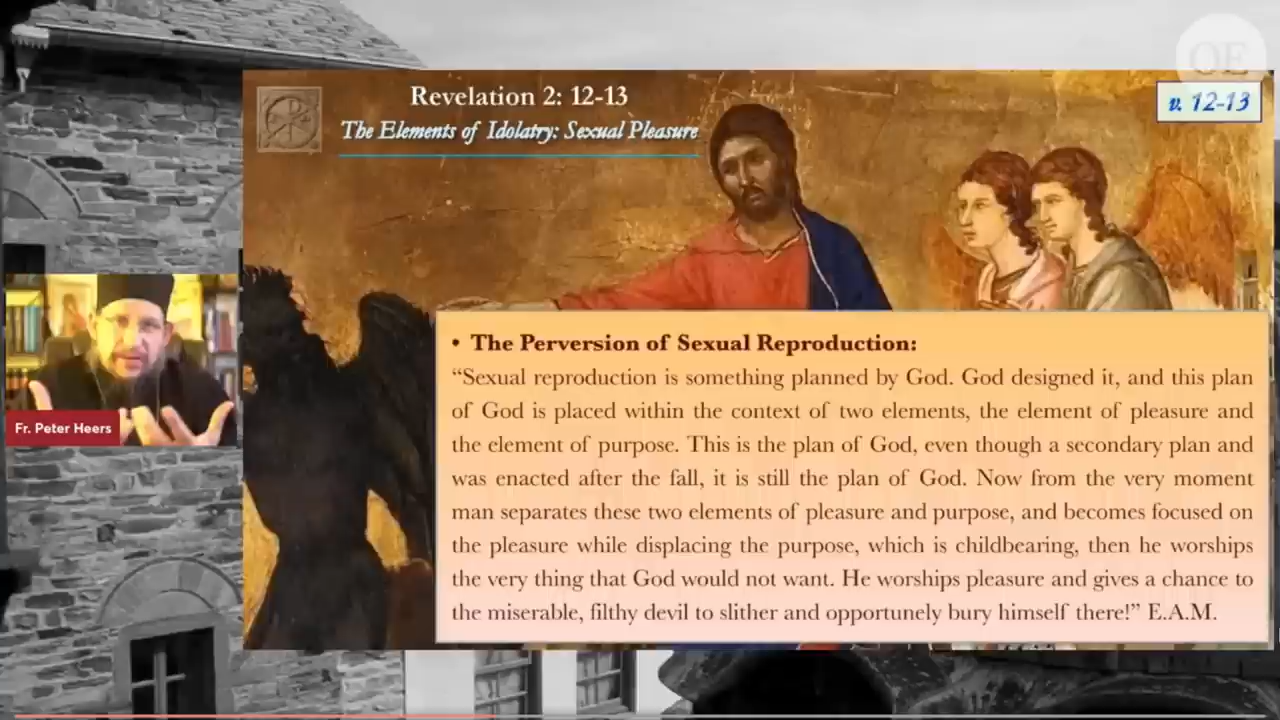 OE
Revelation 2: 12-13
The Elements of Idolatry: Sexual Pleasure
v. 12-13
Fr. Peter Heers
• The Perversion of Sexual Reproduction:
“Sexual reproduction is something planned by God. God designed it, and this plan
of God is placed within the context of two elements, the element of pleasure and
the element of purpose. This is the plan of God, even though a secondary plan and
was enacted after the fall, it is still the plan of God. Now from the very moment
man separates these two elements of pleasure and purpose, and becomes focused on
the pleasure while displacing the purpose, which is childbearing, then he worships
the very thing that God would not want. He worships pleasure and gives a chance to
the miserable, filthy devil to slither and opportunely bury himself there!” E.A.M.